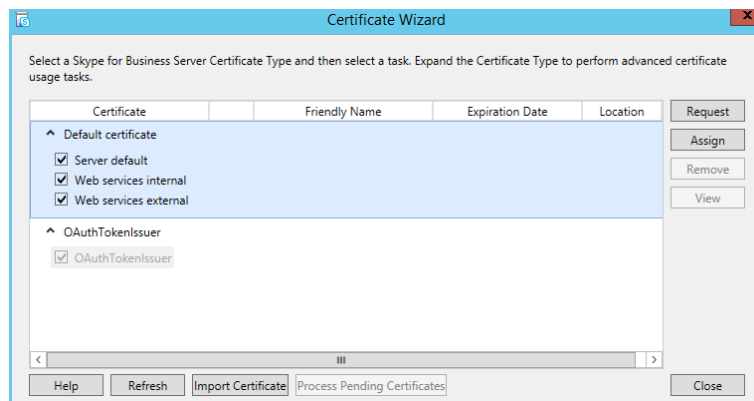 Certificate Wizard
Select a Skype for Business Server Certificate Type and then select a task. Expand the Certificate Type to perform advanced certificate
usage tasks.
Certificate Friendly Name Expiration Date Location
Request
Default certificate
Assign
Server default
Remove
Web services internal
View
Web services external
OAuthTokenIssuer
OAuthTokenIssuer
Help Refresh Import Certificate Process Pending Certificates Close